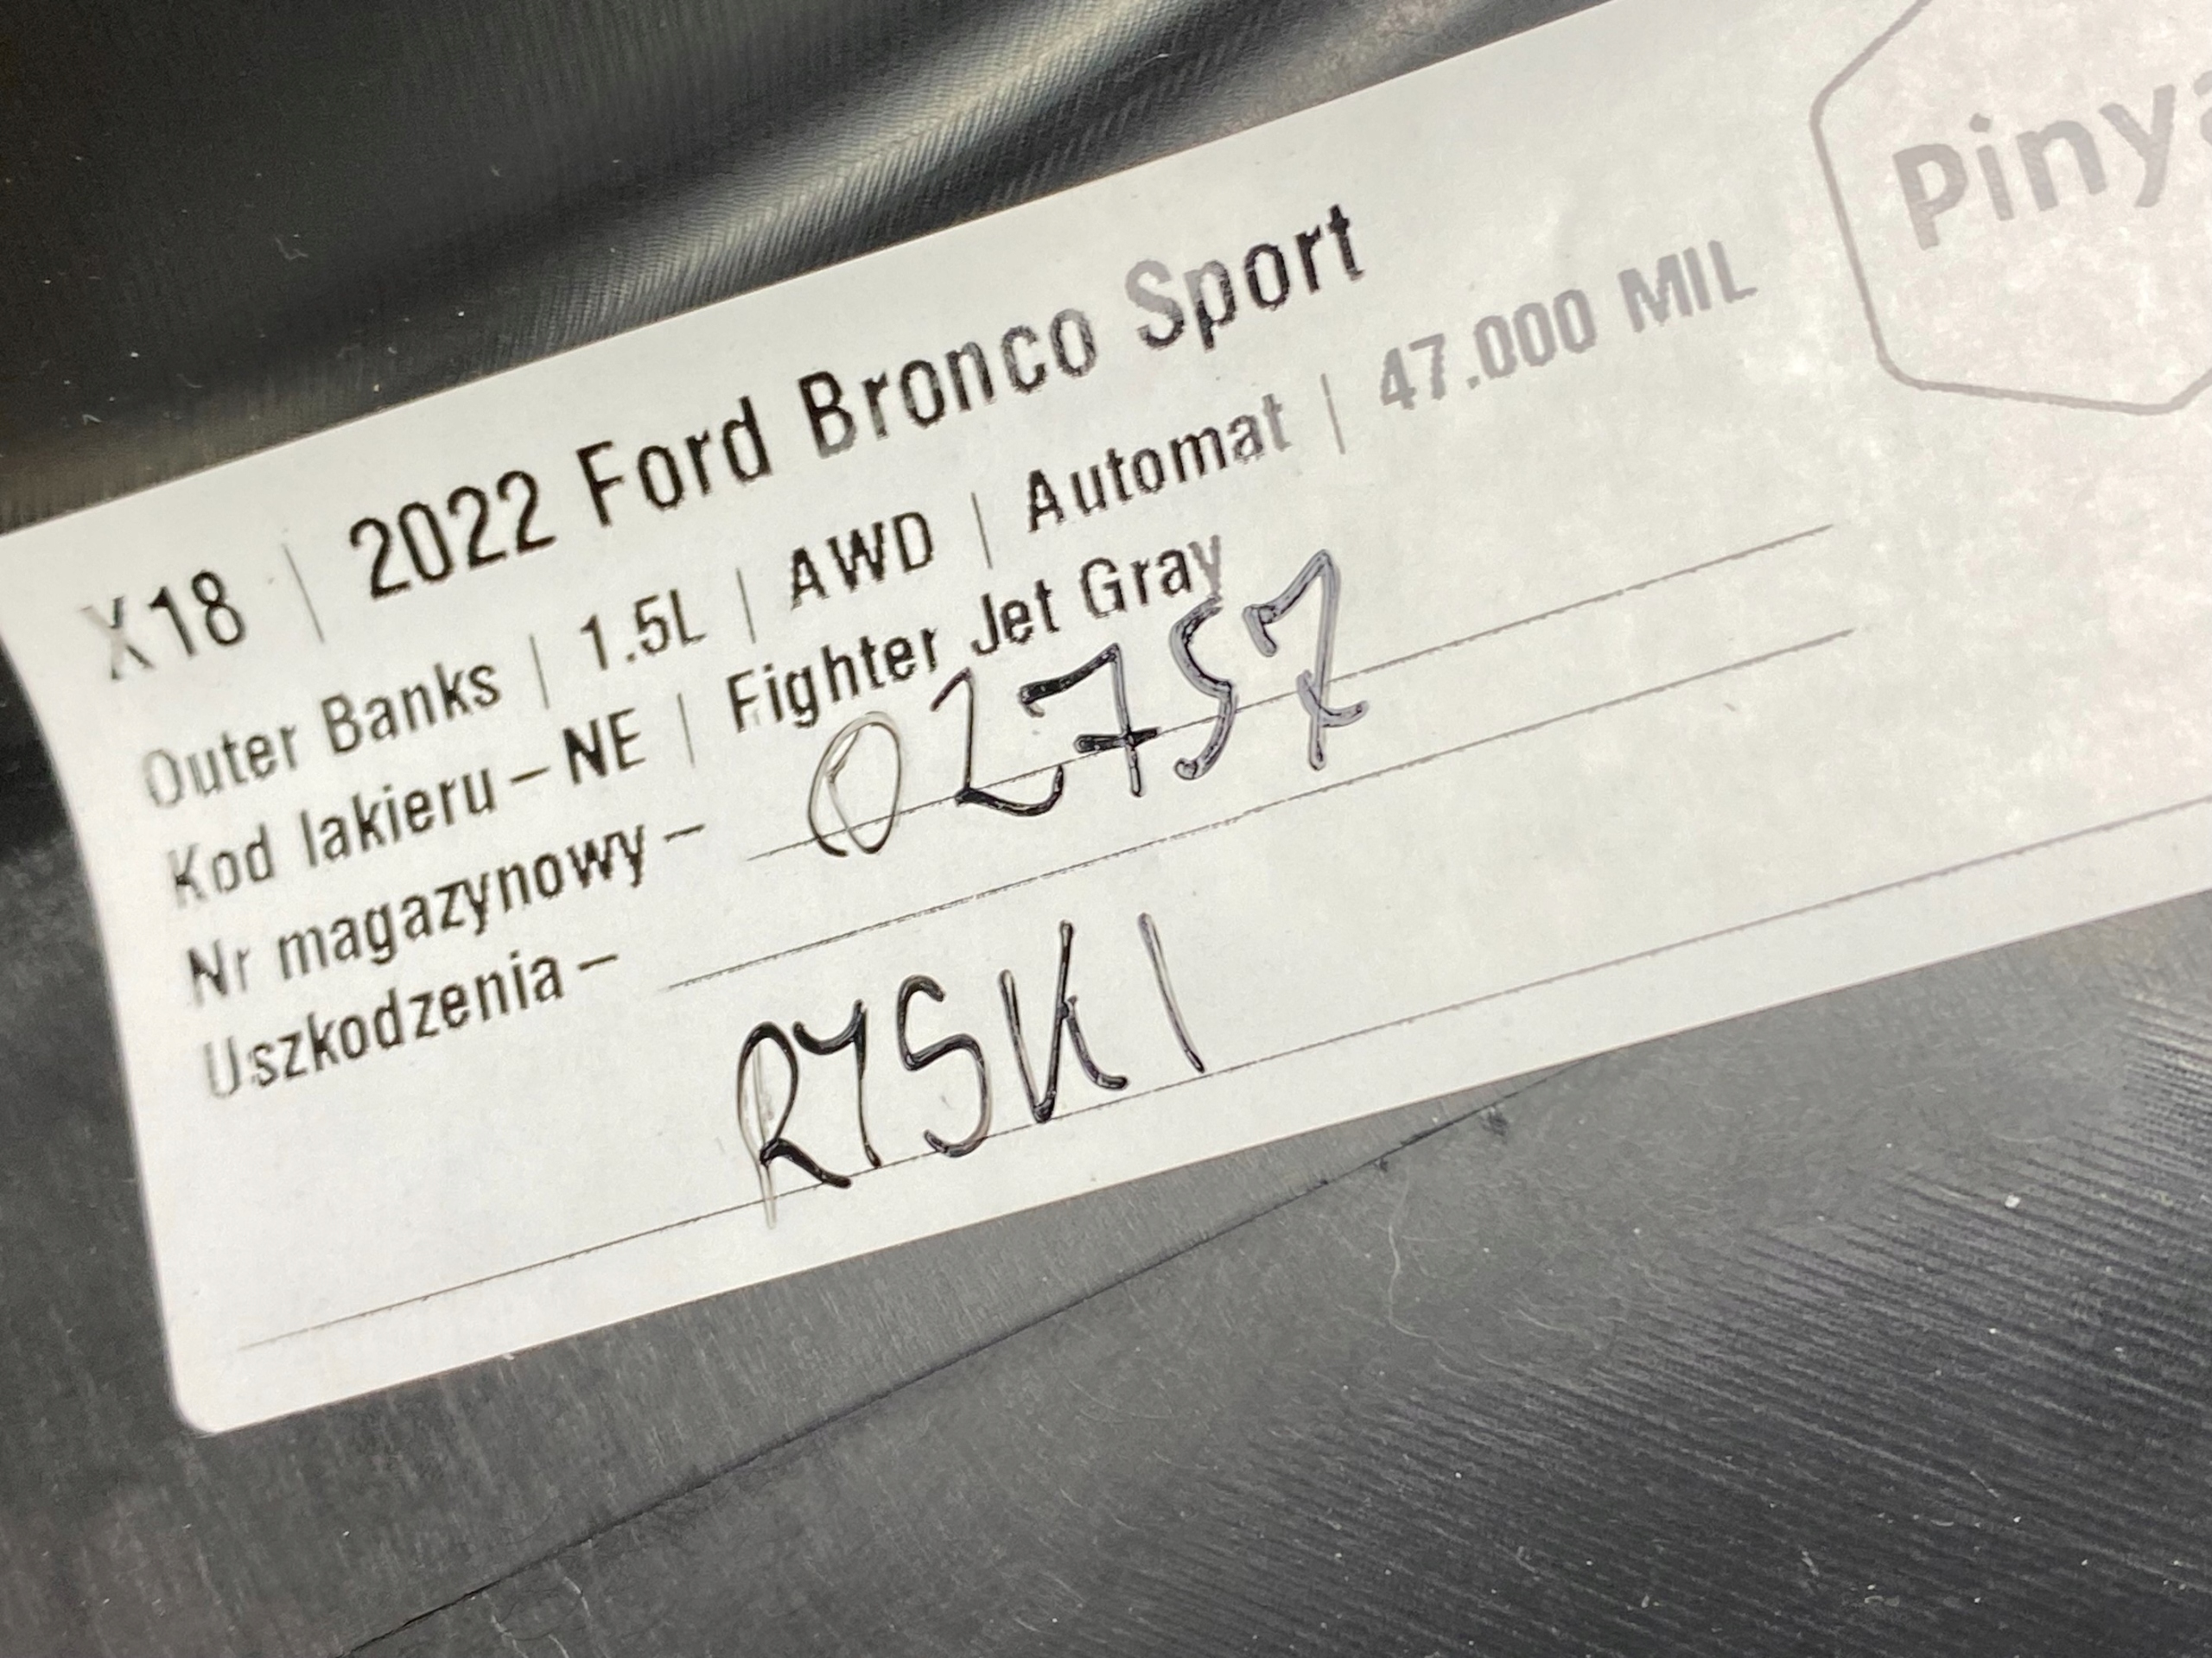 Piny
X18 | 2022 Ford Bronco Sport
Outer Banks | 1.5L | AWD | Automat | 47.000 MIL
Kod lakieru – NE | Fighter Jet Gray
Nr magazynowy – 02757
Uszkodzenia –
RYSKI